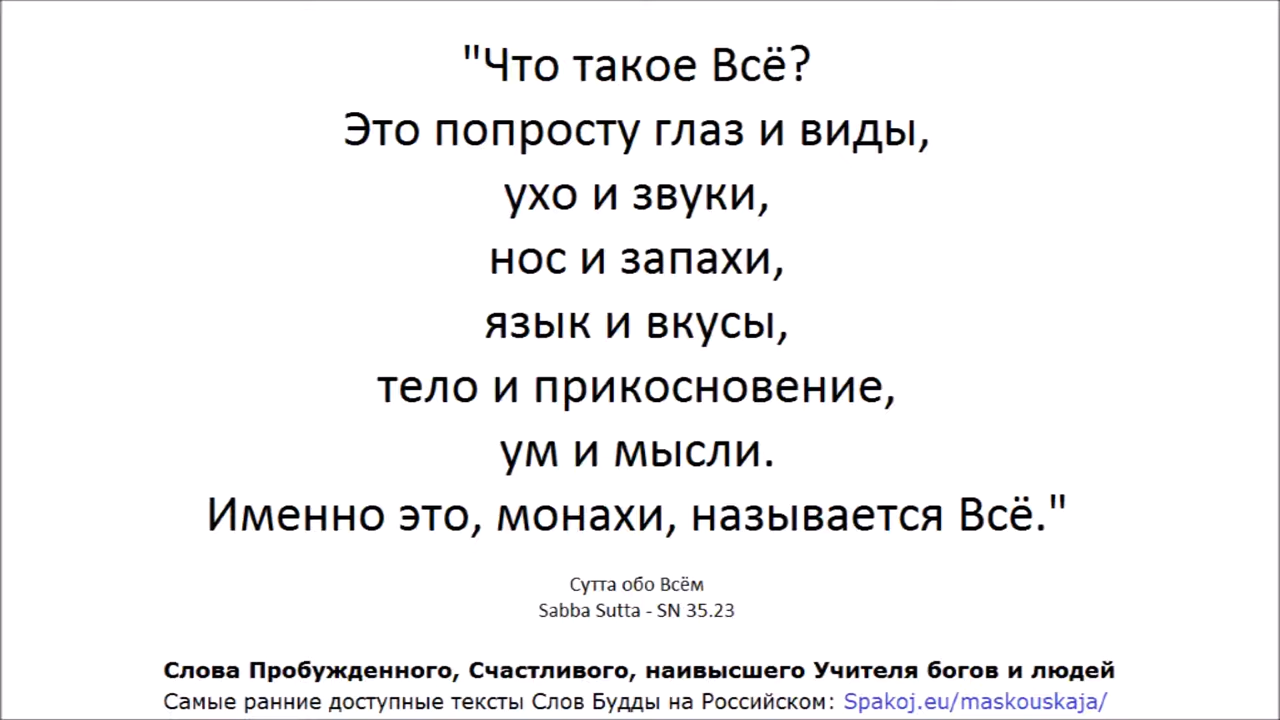 "Что такое Всё?
Это попросту глаз и виды,
ухо и звуки,
нос и запахи,
язык и вкусы,
тело и прикосновение,
ум и мысли.
Именно это, монахи, называется Всё."
Сутта обо Всём
Sabba Sutta - SN 35.23
Слова Пробужденного, Счастливого, наивысшего Учителя богов и людей
Самые ранние доступные тексты Слов Будды на Российском: Spakoj.eu/maskouskaja/